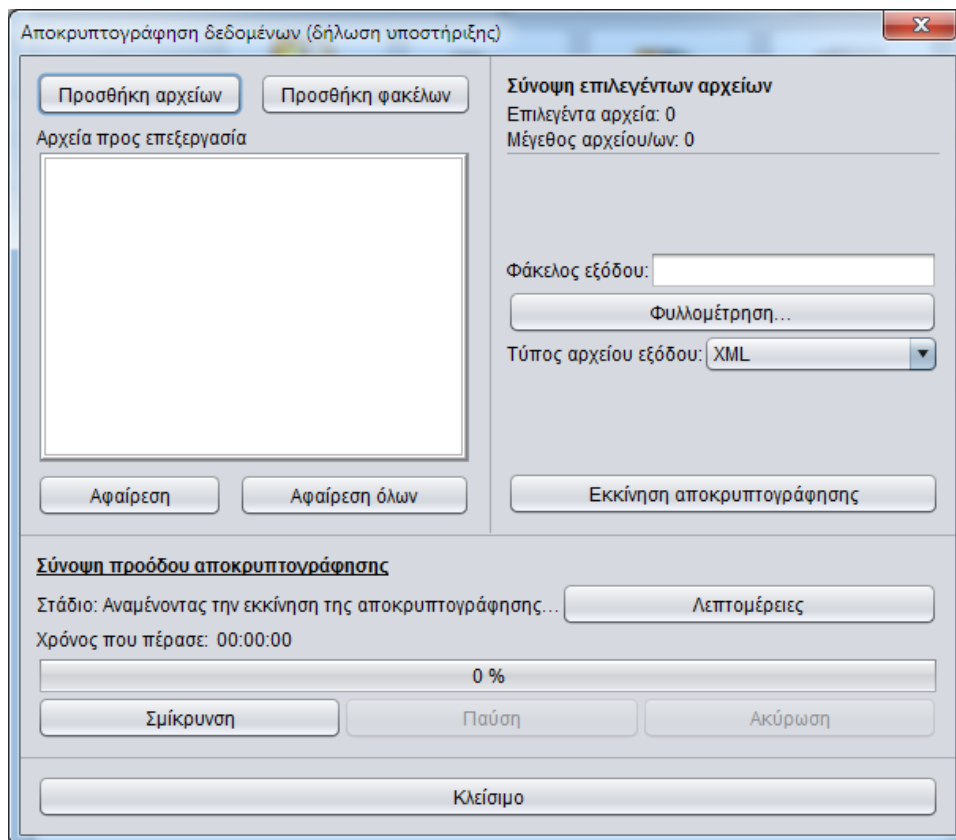 Αποκρυπτογράφηση δεδομένων (δήλωση υποστήριξης)
Προσθήκη αρχείων
Προσθήκη φακέλων
Αρχεία προς επεξεργασία
Αφαίρεση
Αφαίρεση όλων
Σύνοψη επιλεγέντων αρχείων
Επιλεγέντα αρχεία: 0
Μέγεθος αρχείου/ων: 0
Φάκελος εξόδου:
Φυλλομέτρηση...
Τύπος αρχείου εξόδου: XML
Εκκίνηση αποκρυπτογράφησης
Σύνοψη προόδου αποκρυπτογράφησης
Στάδιο: Αναμένοντας την εκκίνηση της αποκρυπτογράφησης... Λεπτομέρειες
Χρόνος που πέρασε: 00:00:00
0 %
Σμίκρυνση
Παύση
Ακύρωση
Κλείσιμο